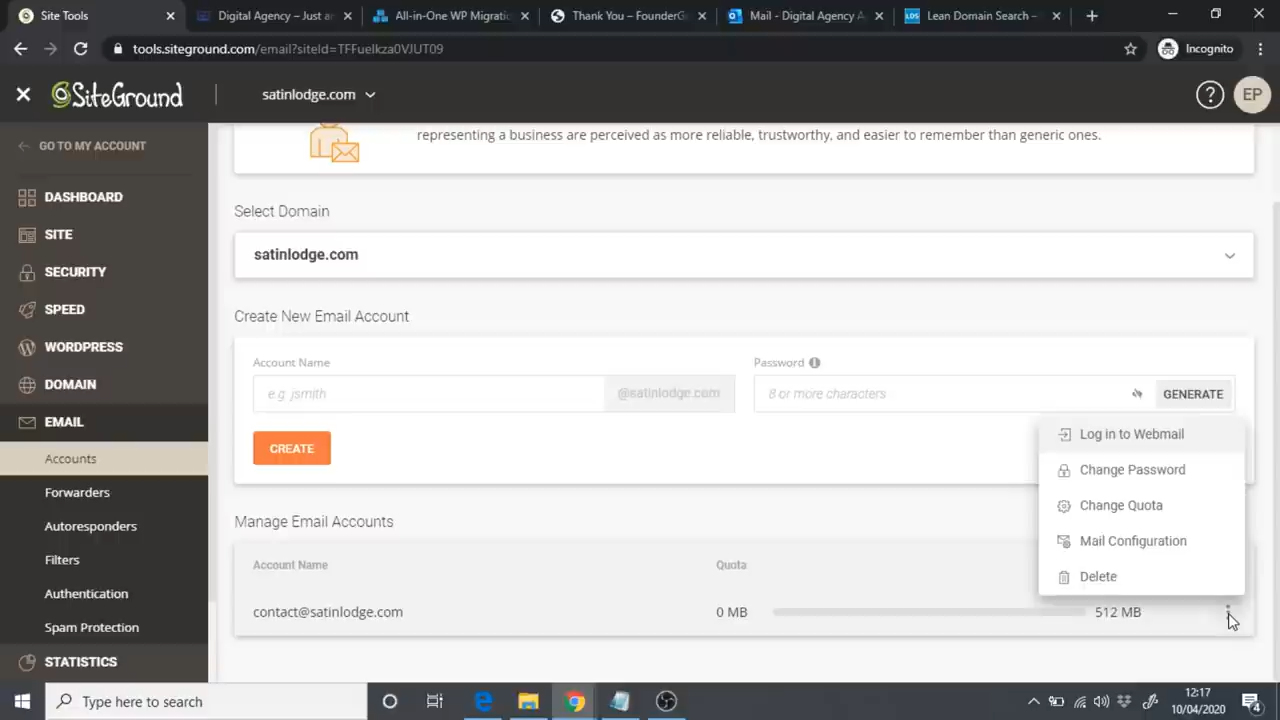 Site Tools
Digital Agency – Just ar
All-in-One WP Migratio
Thank You – FounderG
Mail - Digital Agency A
Lean Domain Search –
tools.siteground.com/email?siteId=TFFuelkza0VJUT09
Incognito
SiteGround
satinlodge.com
?
EP
GO TO MY ACCOUNT
representing a business are perceived as more reliable, trustworthy, and easier to remember than generic ones.
DASHBOARD
SITE
SECURITY
SPEED
WORDPRESS
DOMAIN
EMAIL
Accounts
Forwarders
Autoresponders
Filters
Authentication
Spam Protection
STATISTICS
Select Domain
satinlodge.com
Create New Email Account
Account Name
Password
e.g. jsmith
@satinlodge.com
8 or more characters
GENERATE
CREATE
Log in to Webmail
Change Password
Change Quota
Mail Configuration
Delete
Manage Email Accounts
Account Name
Quota
contact@satinlodge.com
0 MB
512 MB
Type here to search
12:17
10/04/2020
4